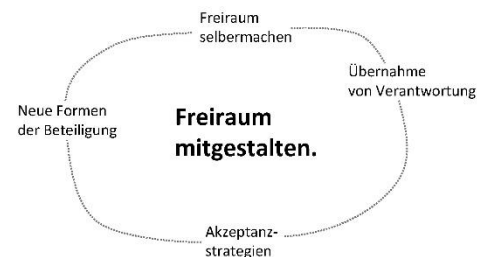 Freiraum
selbermachen
Übernahme
von Verantwortung
Neue Formen
der Beteiligung
Freiraum
mitgestalten.
Akzeptanz-
strategien